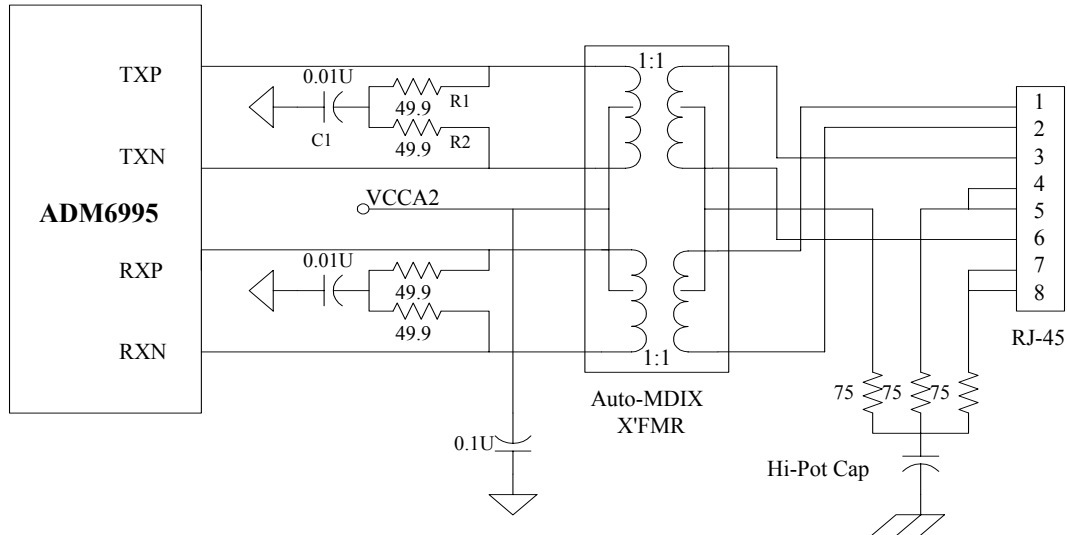 TXP
TXN
ADM6995
RXP
RXN
0.01U
C1
49.9
R1
49.9
R2
VCCA2
0.01U
49.9
49.9
0.1U
1:1
1:1
Auto-MDIX
X'FMR
1
2
3
4
5
6
7
8
RJ-45
75
75
75
Hi-Pot Cap